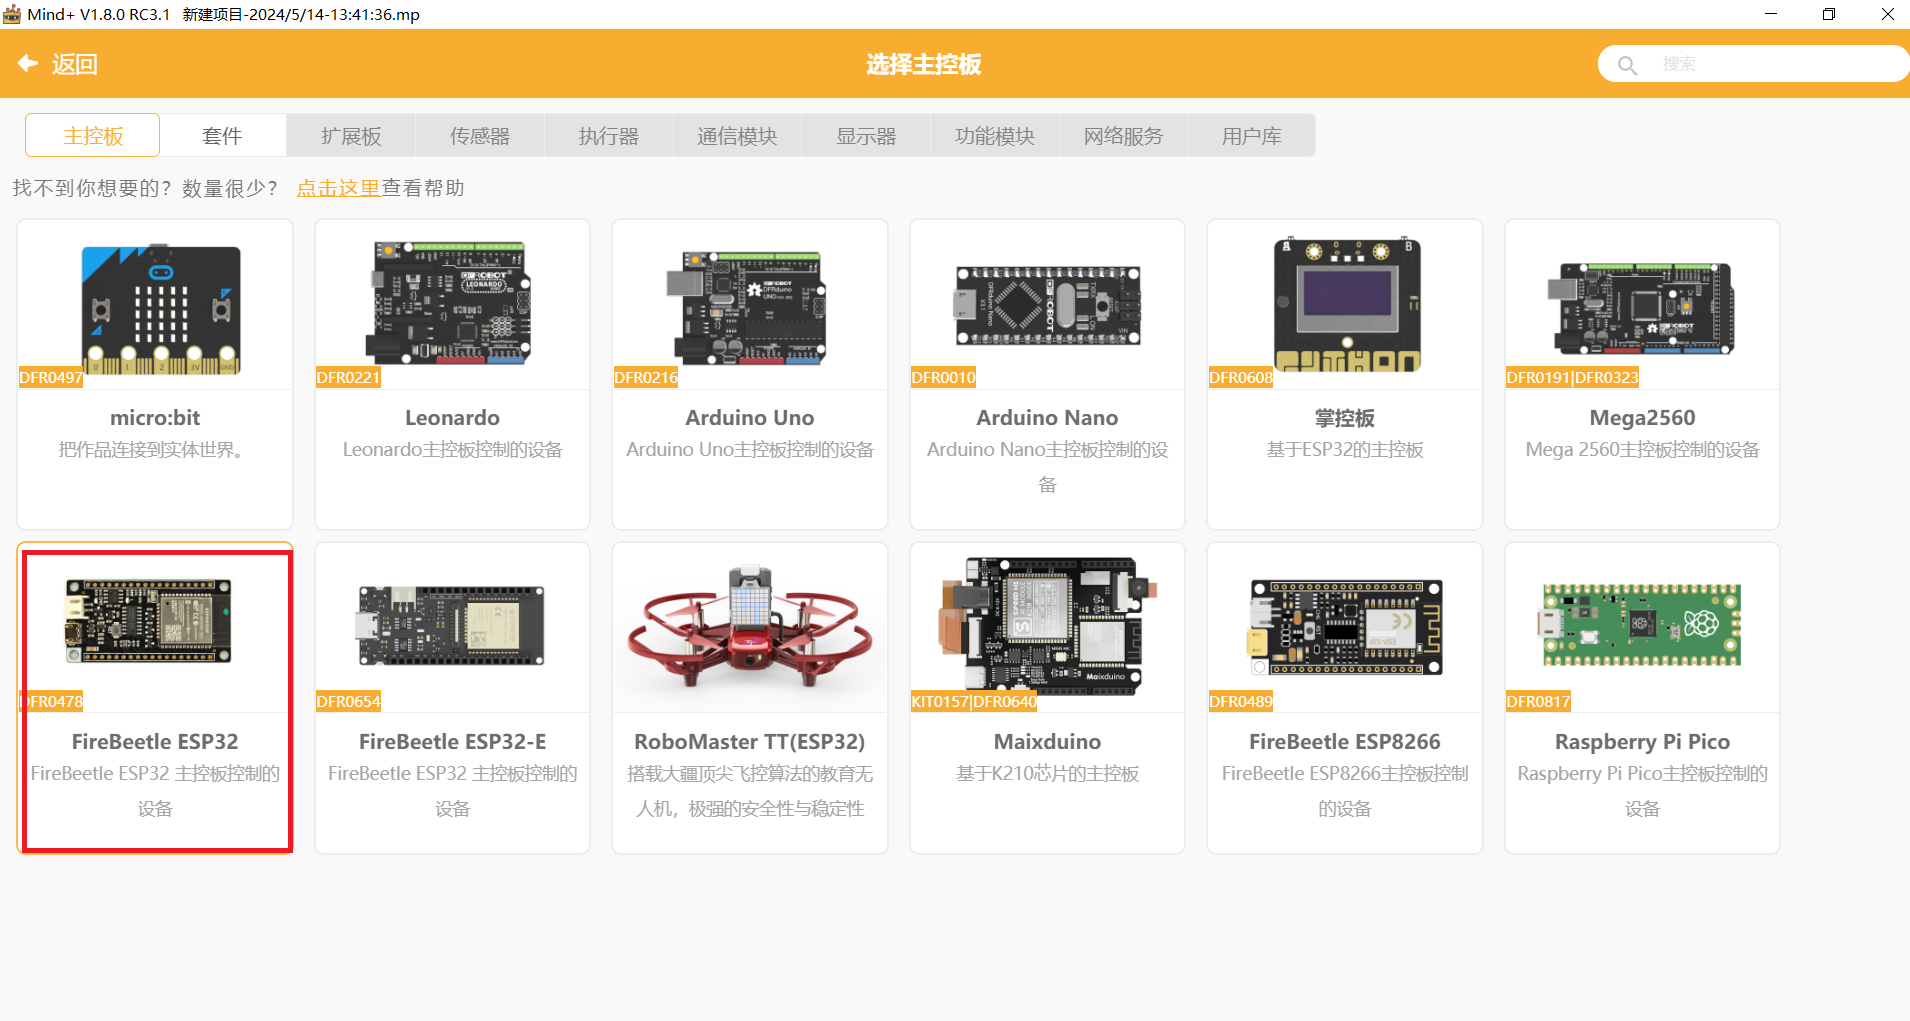 Mind+ V1.8.0 RC3.1 新建项目-2024/5/14-13:41:36.mp
返回
选择主控板
搜索
主控板 套件 扩展板 传感器 执行器 通信模块 显示器 功能模块 网络服务 用户库
找不到你想要的？数量很少？ 点击这里查看帮助
DFR0497
micro:bit
把作品连接到实体世界。
DFR0221
Leonardo
Leonardo主控板控制的设备
DFR0216
Arduino Uno
Arduino Uno主控板控制的设备
DFR0010
Arduino Nano
Arduino Nano主控板控制的设
备
DFR0608
掌控板
基于ESP32的主控板
DFR0191|DFR0323
Mega2560
Mega 2560主控板控制的设备
DFR0478
FireBeetle ESP32
FireBeetle ESP32 主控板控制的
设备
DFR0654
FireBeetle ESP32-E
FireBeetle ESP32 主控板控制的
设备
RoboMaster TT(ESP32)
搭载大疆顶尖飞控算法的教育无
人机，极强的安全性与稳定性
Maixduino
KIT0157|DFR0640
Maixduino
基于K210芯片的主控板
DFR0489
FireBeetle ESP8266
FireBeetle ESP8266主控板控制
的设备
DFR0817
Raspberry Pi Pico
Raspberry Pi Pico主控板控制的
设备